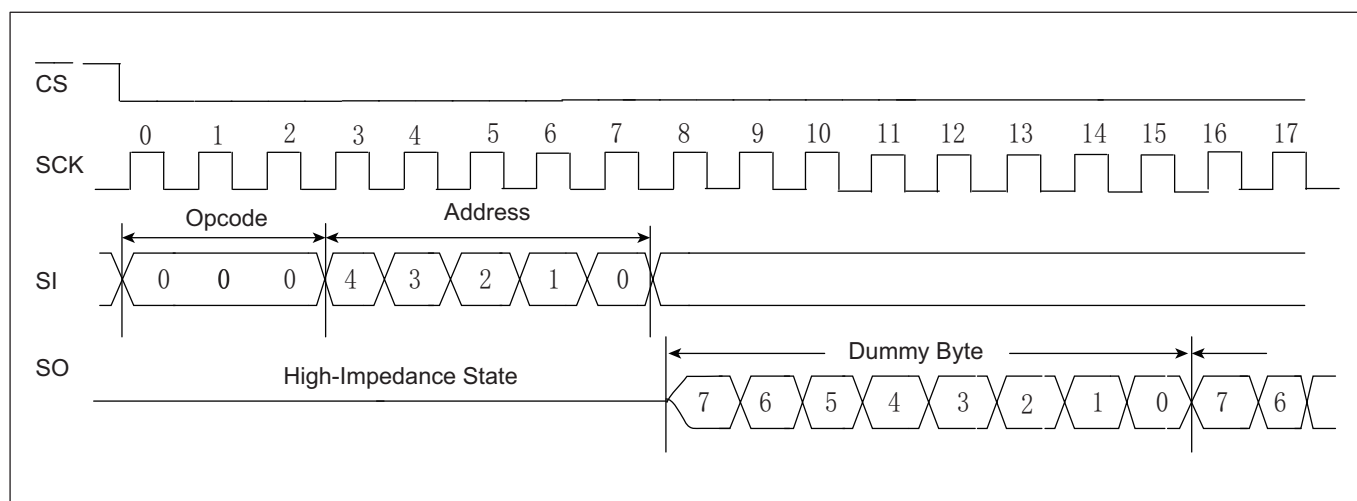 CS
0 1 2 3 4 5 6 7 8 9 10 11 12 13 14 15 16 17
SCK
Opcode Address
SI 0 0 0 4 3 2 1 0
Dummy Byte
SO
High-Impedance State
7 6 5 4 3 2 1 0 7 6